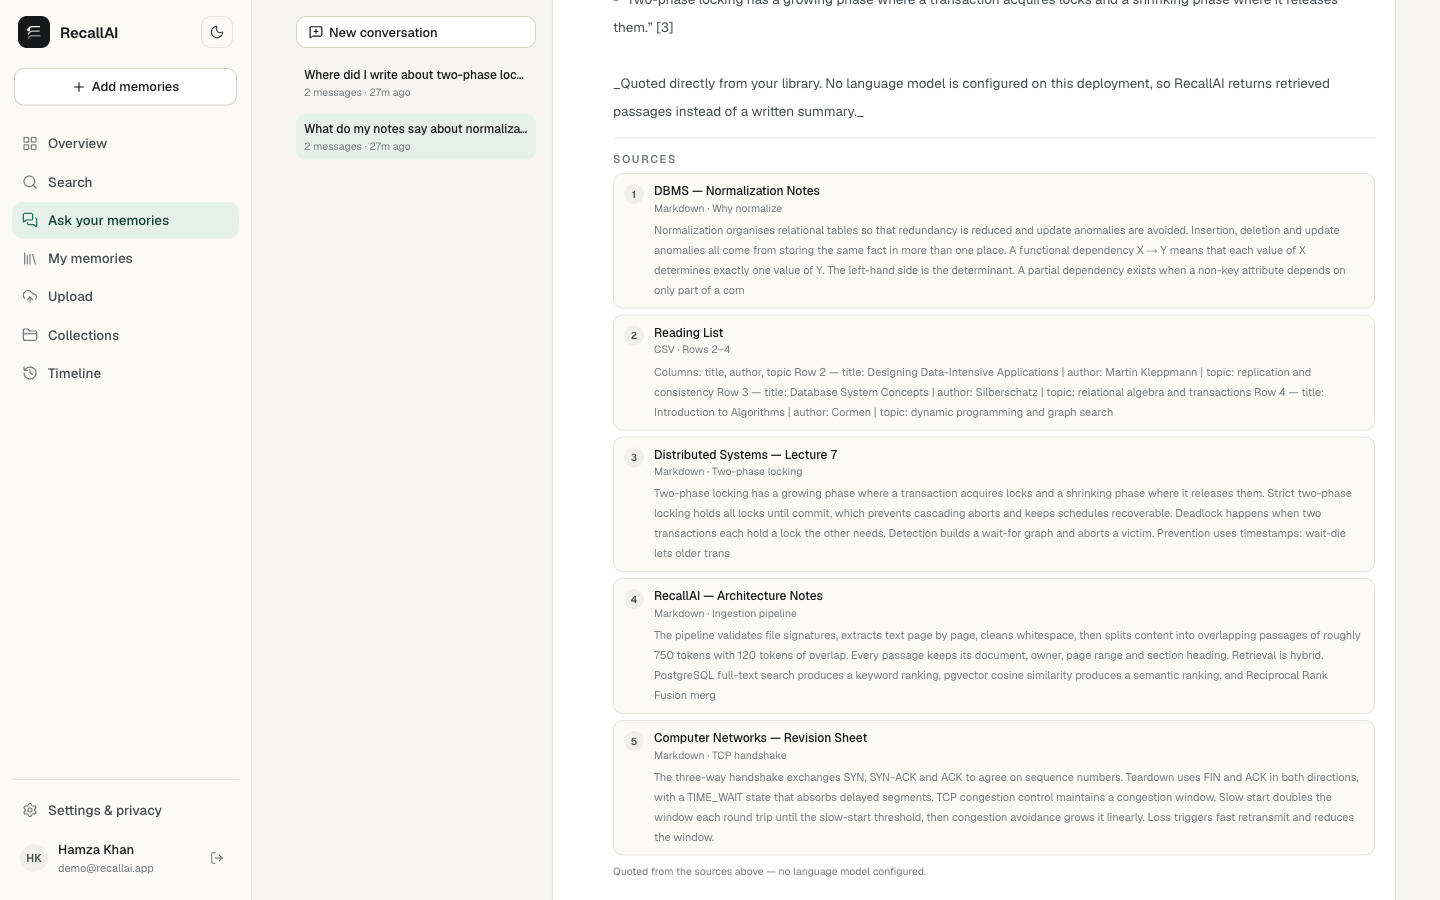 RecallAI
Add memories
Overview
Search
Ask your memories
My memories
Upload
Collections
Timeline
Settings & privacy
HK
Hamza Khan
demo@recallai.app
New conversation
Where did I write about two-phase loc...
2 messages · 27m ago
What do my notes say about normaliza...
2 messages · 27m ago
"Two-phase locking has a growing phase where a transaction acquires locks and a shrinking phase where it releases
them.” [3]
_Quoted directly from your library. No language model is configured on this deployment, so RecallAI returns retrieved
passages instead of a written summary._
SOURCES
1
DBMS — Normalization Notes
Markdown · Why normalize
Normalization organises relational tables so that redundancy is reduced and update anomalies are avoided. Insertion, deletion and update
anomalies all come from storing the same fact in more than one place. A functional dependency X → Y means that each value of X
determines exactly one value of Y. The left-hand side is the determinant. A partial dependency exists when a non-key attribute depends on
only part of a com
2
Reading List
CSV · Rows 2–4
Columns: title, author, topic Row 2 — title: Designing Data-Intensive Applications | author: Martin Kleppmann | topic: replication and
consistency Row 3 — title: Database System Concepts | author: Silberschatz | topic: relational algebra and transactions Row 4 — title:
Introduction to Algorithms | author: Cormen | topic: dynamic programming and graph search
3
Distributed Systems — Lecture 7
Markdown · Two-phase locking
Two-phase locking has a growing phase where a transaction acquires locks and a shrinking phase where it releases them. Strict two-phase
locking holds all locks until commit, which prevents cascading aborts and keeps schedules recoverable. Deadlock happens when two
transactions each hold a lock the other needs. Detection builds a wait-for graph and aborts a victim. Prevention uses timestamps: wait-die
lets older trans
4
RecallAI — Architecture Notes
Markdown · Ingestion pipeline
The pipeline validates file signatures, extracts text page by page, cleans whitespace, then splits content into overlapping passages of roughly
750 tokens with 120 tokens of overlap. Every passage keeps its document, owner, page range and section heading. Retrieval is hybrid.
PostgreSQL full-text search produces a keyword ranking, pgvector cosine similarity produces a semantic ranking, and Reciprocal Rank
Fusion merg
5
Computer Networks — Revision Sheet
Markdown · TCP handshake
The three-way handshake exchanges SYN, SYN-ACK and ACK to agree on sequence numbers. Teardown uses FIN and ACK in both directions,
with a TIME_WAIT state that absorbs delayed segments. TCP congestion control maintains a congestion window. Slow start doubles the
window each round trip until the slow-start threshold, then congestion avoidance grows it linearly. Loss triggers fast retransmit and reduces
the window.
Quoted from the sources above — no language model configured.